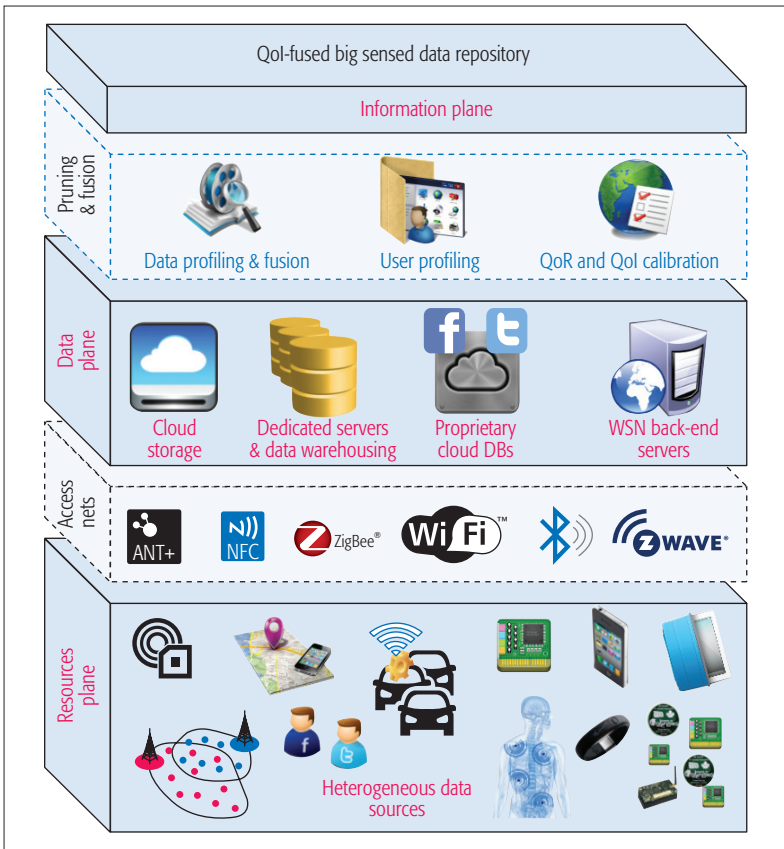 QoI-fused big sensed data repository
Information plane
Pruning
& fusion
Data profiling & fusion
User profiling
QoR and QoI calibration
Data
plane
f
t
Cloud
storage
Dedicated servers
& data warehousing
Proprietary
cloud DBs
WSN back-end
servers
Access
nets
ANT+
N))
NFC
Z ZigBee®
Wi Fi™
Z WAVE®
Resources
plane
f
t
Heterogeneous data
sources